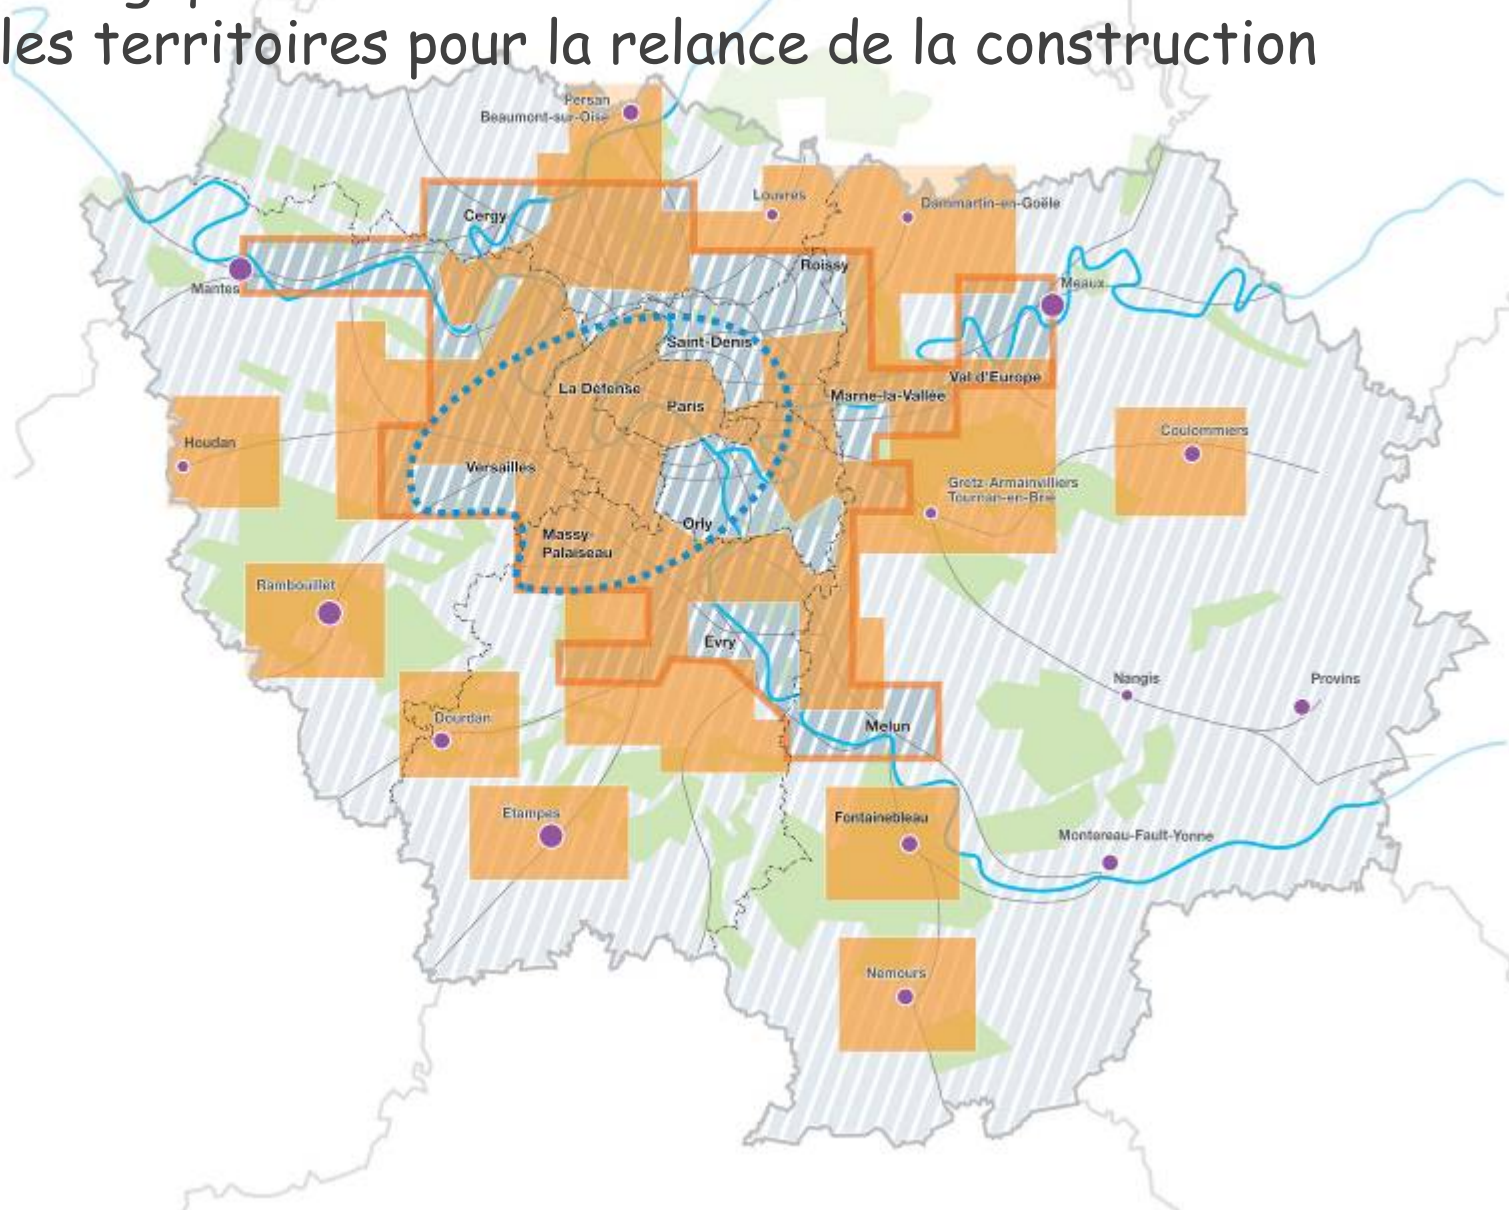 les territoires pour la relance de la construction
Persan
Beaumont-sur-Oise
Louvres
Dammartin-en-Goële
Cergy
Roissy
Mantes
Meaux
Saint-Denis
La Défense
Val d'Europe
Paris
Marne-la-Vallée
Houdan
Coulommiers
Versailles
Gretz-Armainvilliers
Tournan-en-Brie
Orly
Massy-
Palaiseau
Rambouillet
Evry
Nangis
Provins
Dourdan
Melun
Etampes
Fontainebleau
Montereau-Fault-Yonne
Nemours